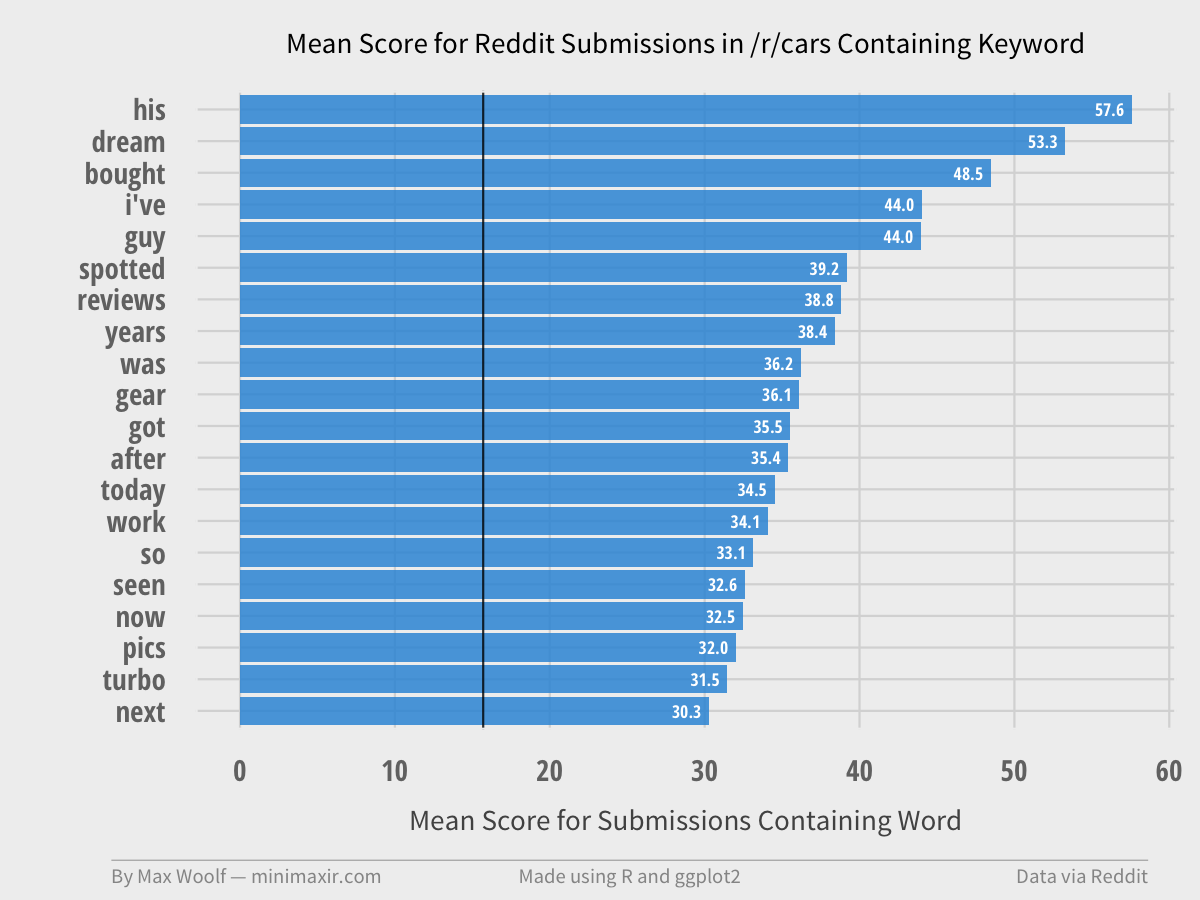 Mean Score for Reddit Submissions in /r/cars Containing Keyword
his 57.6
dream 53.3
bought 48.5
i've 44.0
guy 44.0
spotted 39.2
reviews 38.8
years 38.4
was 36.2
gear 36.1
got 35.5
after 35.4
today 34.5
work 34.1
so 33.1
seen 32.6
now 32.5
pics 32.0
turbo 31.5
next 30.3
0 10 20 30 40 50 60
Mean Score for Submissions Containing Word
By Max Woolf — minimaxir.com Made using R and ggplot2 Data via Reddit